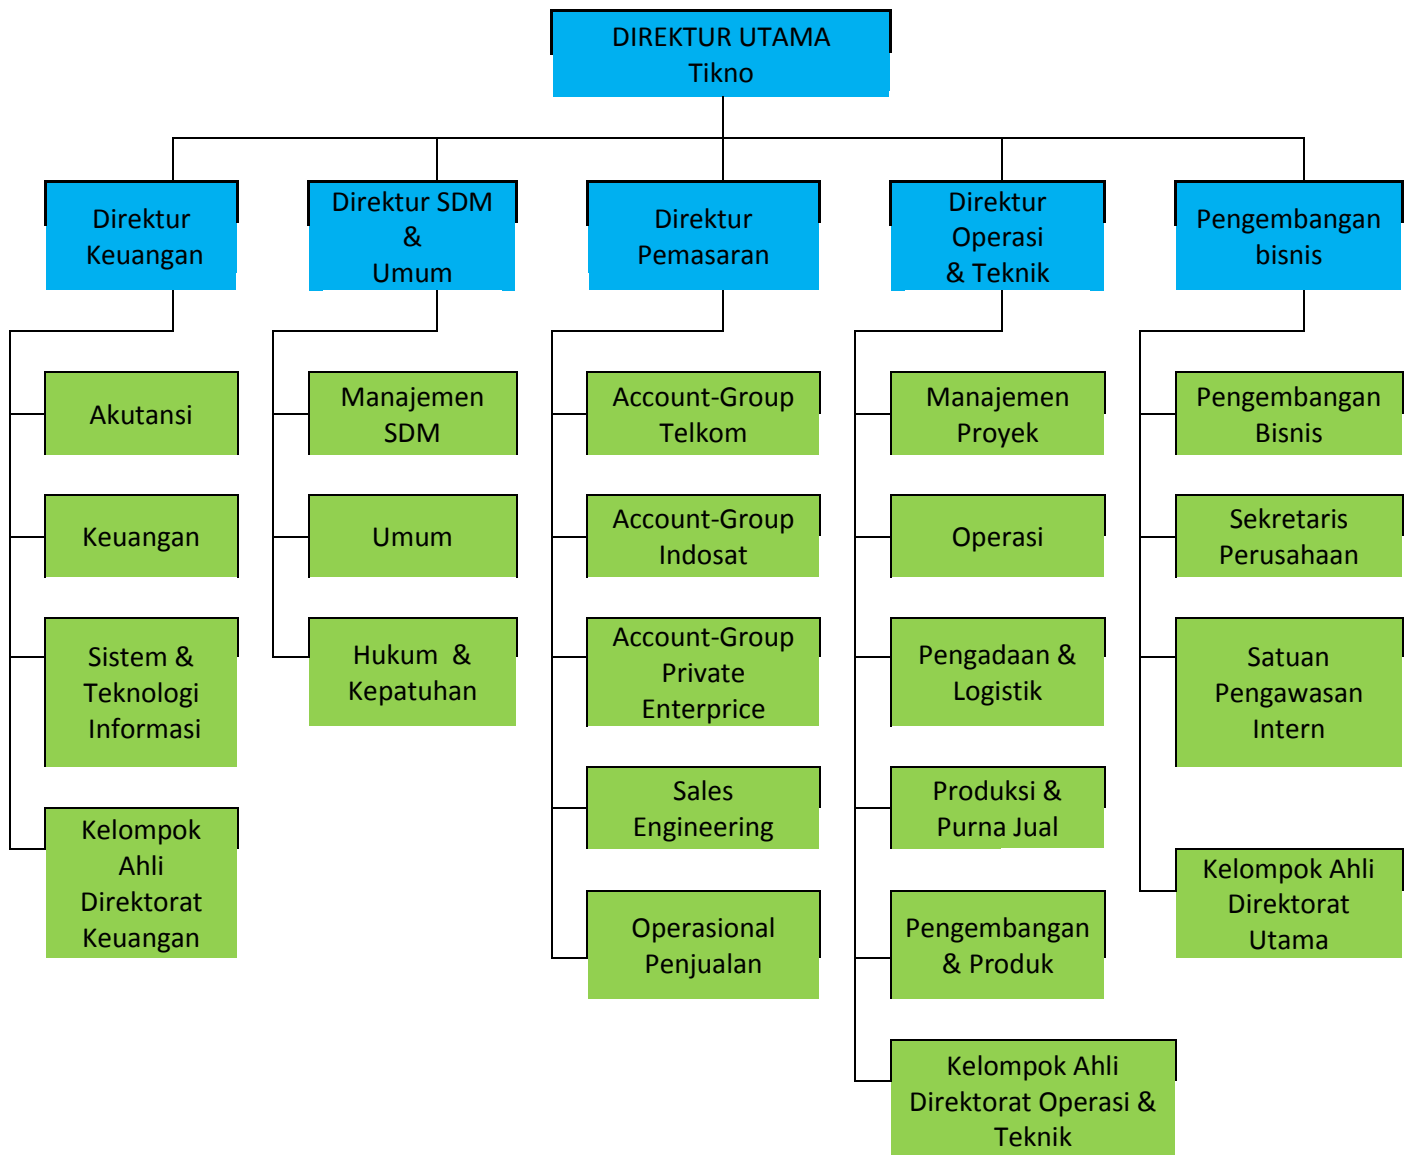 DIREKTUR UTAMA
Tikno
Direktur
Keuangan
Direktur SDM
&
Umum
Direktur
Pemasaran
Direktur
Operasi
& Teknik
Pengembangan
bisnis
Akutansi
Keuangan
Sistem &
Teknologi
Informasi
Kelompok
Ahli
Direktorat
Keuangan
Manajemen
SDM
Umum
Hukum  &
Kepatuhan
Account-Group
Telkom
Account-Group
Indosat
Account-Group
Private
Enterprice
Sales
Engineering
Operasional
Penjualan
Manajemen
Proyek
Operasi
Pengadaan &
Logistik
Produksi &
Purna Jual
Pengembangan
& Produk
Kelompok Ahli
Direktorat Operasi &
Teknik
Pengembangan
Bisnis
Sekretaris
Perusahaan
Satuan
Pengawasan
Intern
Kelompok Ahli
Direktorat
Utama